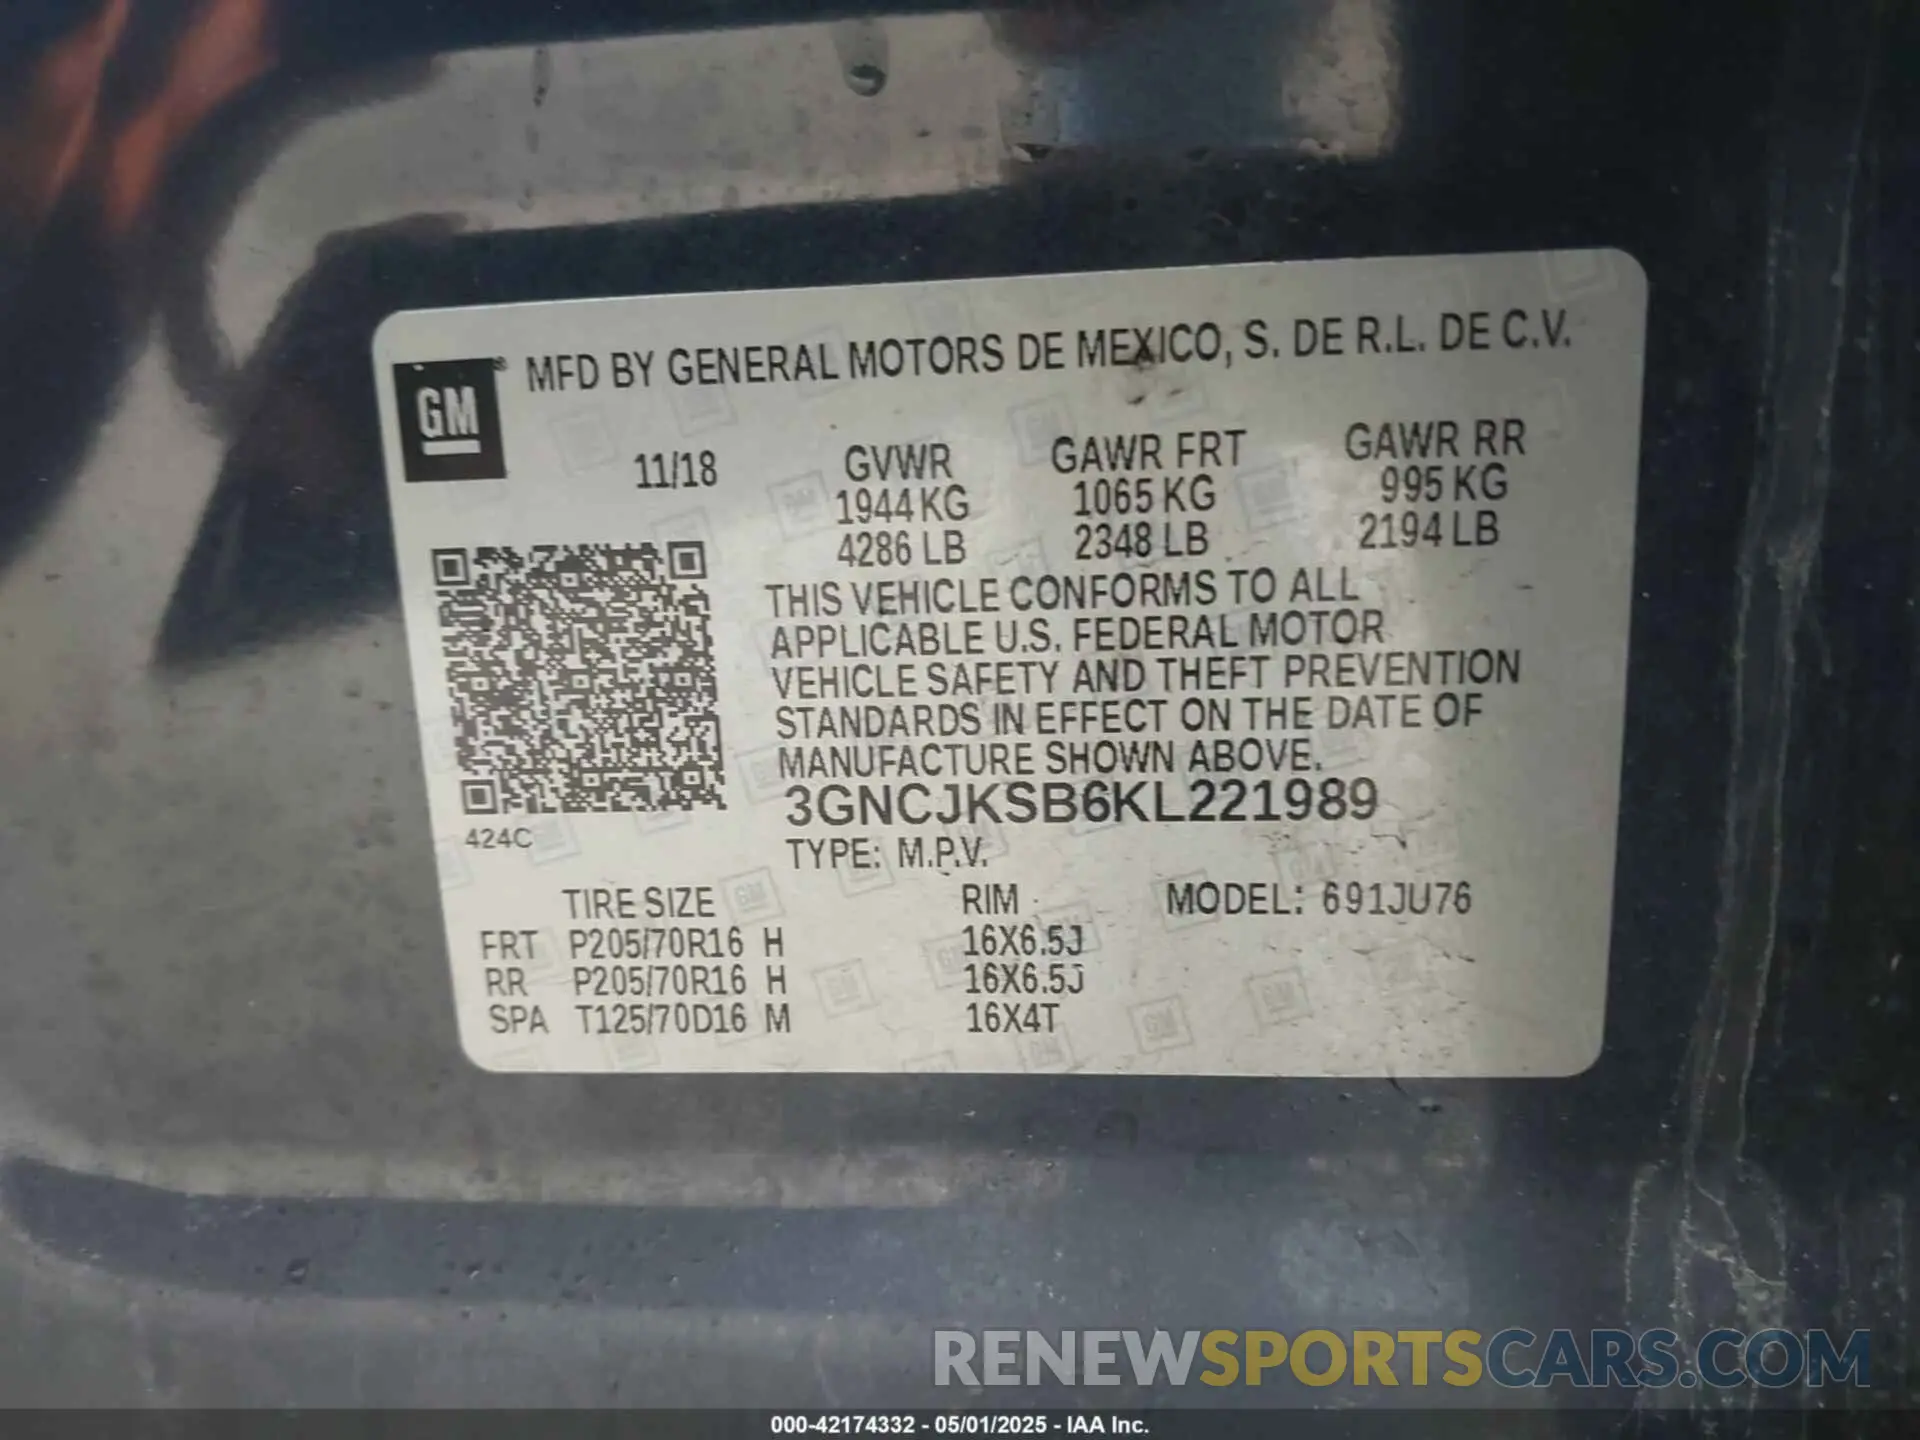 GM ® MFD BY GENERAL MOTORS DE MEXICO, S. DE R.L. DE C.V.
11/18 GVWR GAWR FRT GAWR RR
1944 KG 1065 KG 995 KG
4286 LB 2348 LB 2194 LB
THIS VEHICLE CONFORMS TO ALL
APPLICABLE U.S. FEDERAL MOTOR
VEHICLE SAFETY AND THEFT PREVENTION
STANDARDS IN EFFECT ON THE DATE OF
MANUFACTURE SHOWN ABOVE.
3GNCJKSB6KL221989
424C
TYPE: M.P.V.
TIRE SIZE RIM MODEL: 691JU76
FRT P205/70R16 H 16X6.5J
RR P205/70R16 H 16X6.5J
SPA T125/70D16 M 16X4T
RENEWSPORTSCARS.COM
000-42174332 - 05/01/2025 - IAA Inc.